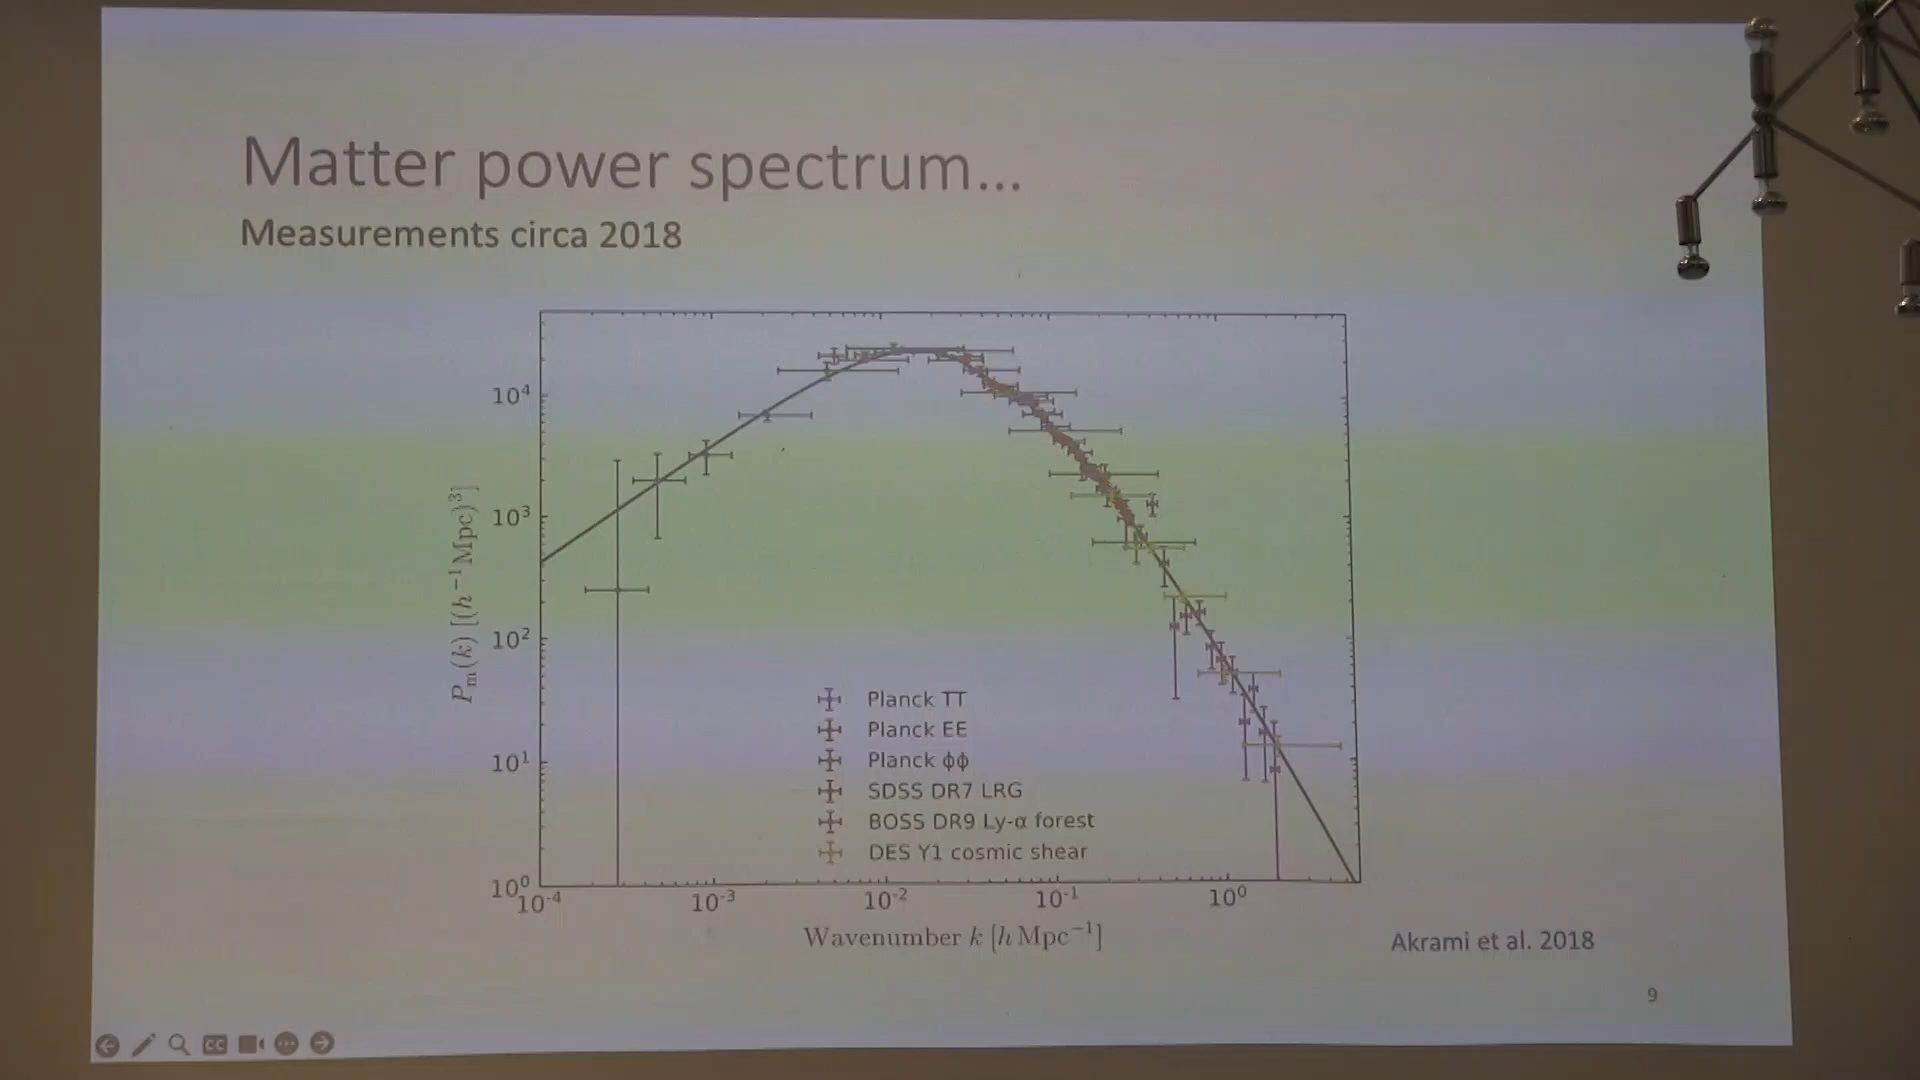 Matter power spectrum...
Measurements circa 2018
10⁴
10³
10²
10¹
10⁰
P_m(k) [(h⁻¹Mpc)³]
Planck TT
Planck EE
Planck ϕϕ
SDSS DR7 LRG
BOSS DR9 Ly-α forest
DES Y1 cosmic shear
10⁻⁴ 10⁻³ 10⁻² 10⁻¹ 10⁰
Wavenumber k [h Mpc⁻¹]
Akrami et al. 2018
9
CC